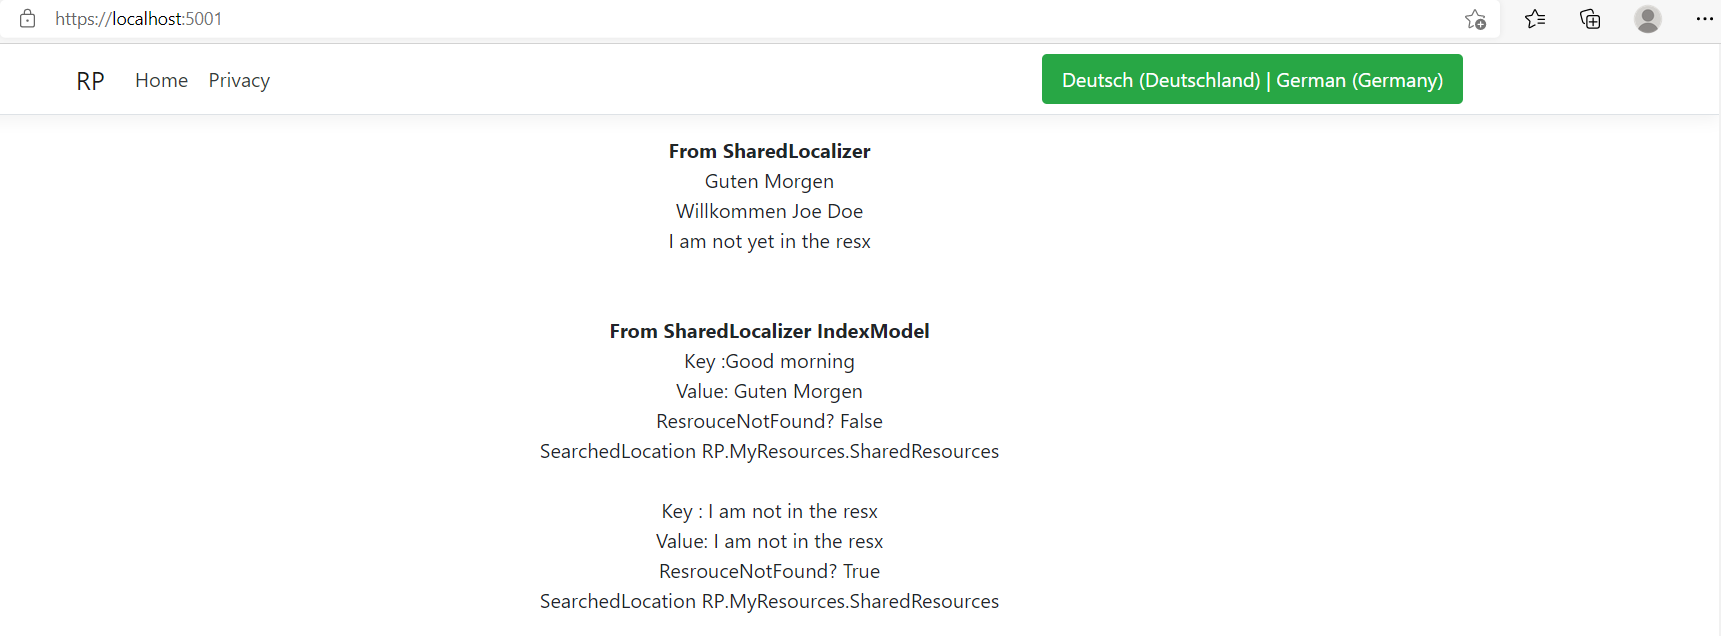 https://localhost:5001
RP Home Privacy Deutsch (Deutschland) | German (Germany)
From SharedLocalizer
Guten Morgen
Willkommen Joe Doe
I am not yet in the resx
From SharedLocalizer IndexModel
Key :Good morning
Value: Guten Morgen
ResrouceNotFound? False
SearchedLocation RP.MyResources.SharedResources
Key : I am not in the resx
Value: I am not in the resx
ResrouceNotFound? True
SearchedLocation RP.MyResources.SharedResources